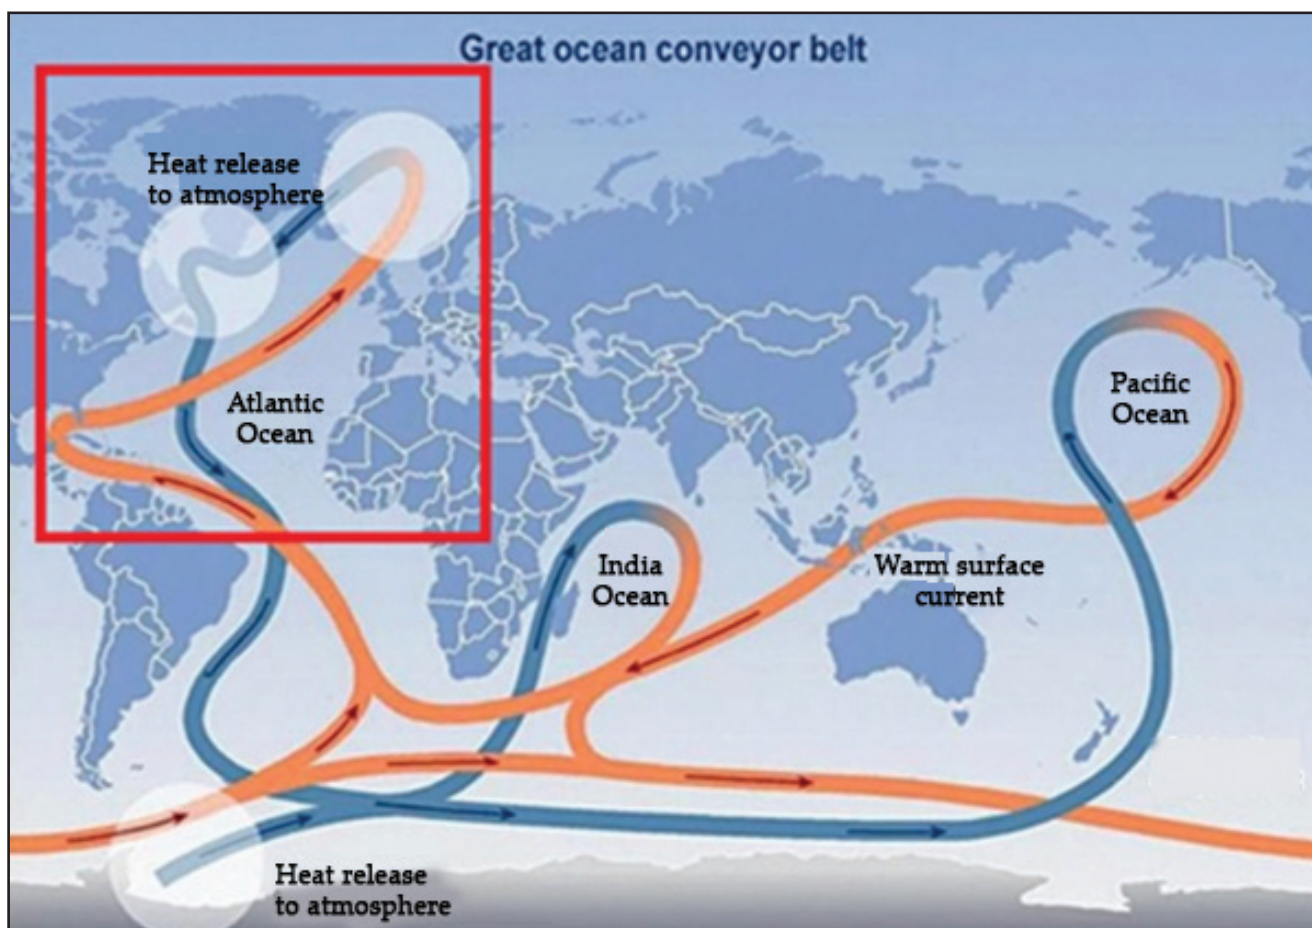 Great ocean conveyor belt
Heat release
to atmosphere
Atlantic
Ocean
Pacific
Ocean
India
Ocean
Warm surface
current
Heat release
to atmosphere